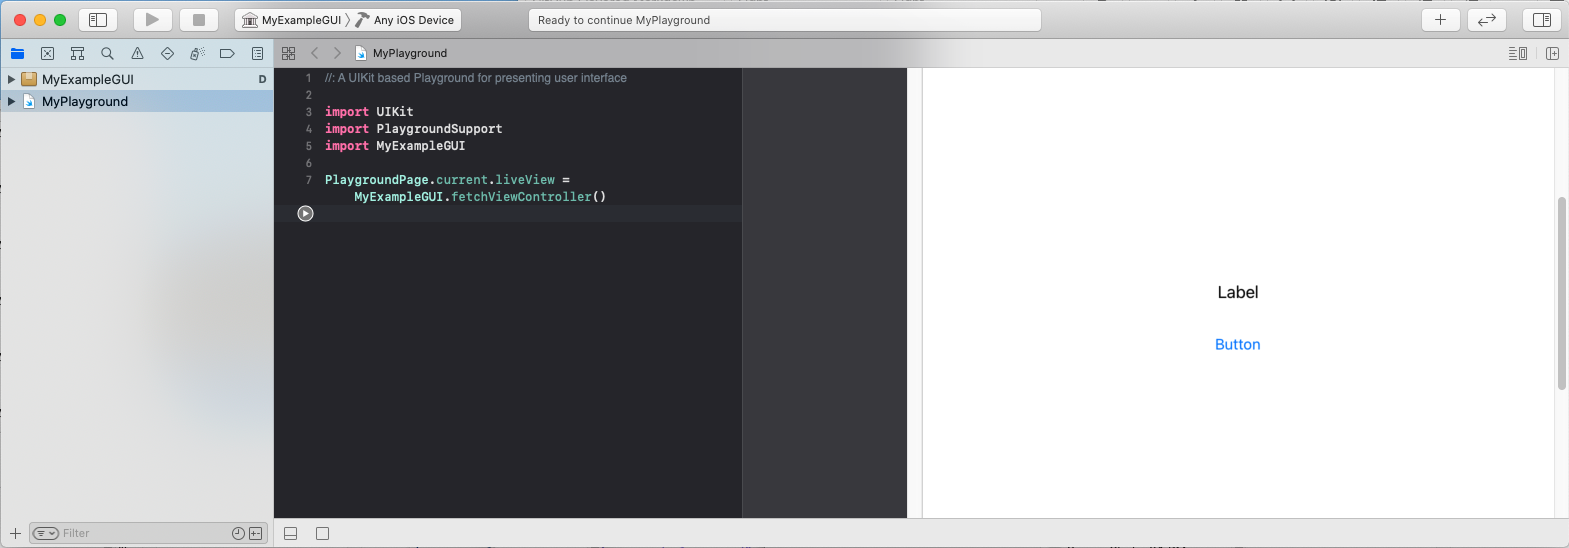 MyExampleGUI 〉 Any iOS Device
Ready to continue MyPlayground
MyPlayground
MyExampleGUI D
MyPlayground
1 //: A UIKit based Playground for presenting user interface
2
3 import UIKit
4 import PlaygroundSupport
5 import MyExampleGUI
6
7 PlaygroundPage.current.liveView =
MyExampleGUI.fetchViewController()
Label
Button
Filter